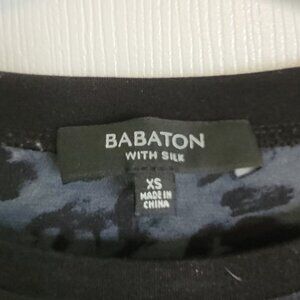 BABATON
WITH SILK
XS
MADE IN
CHINA